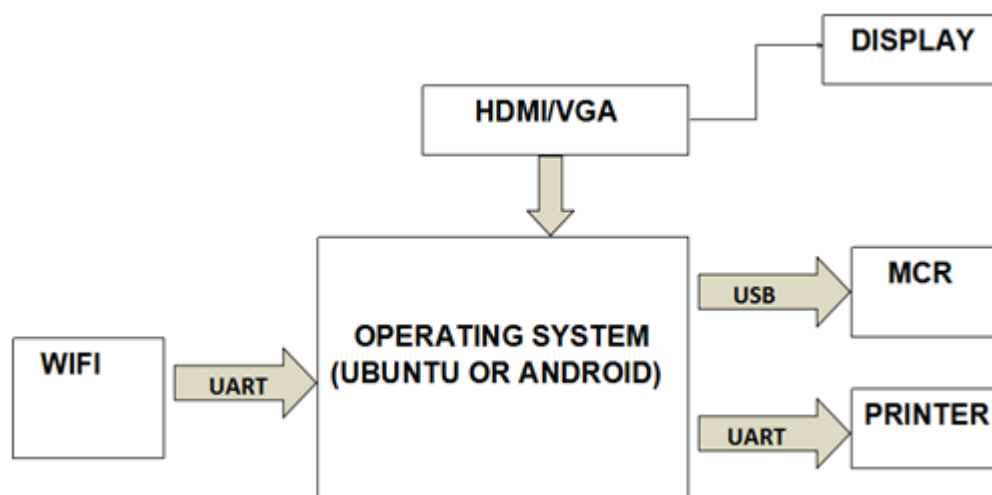 DISPLAY
HDMI/VGA
USB
MCR
OPERATING SYSTEM
(UBUNTU OR ANDROID)
WIFI
UART
UART
PRINTER